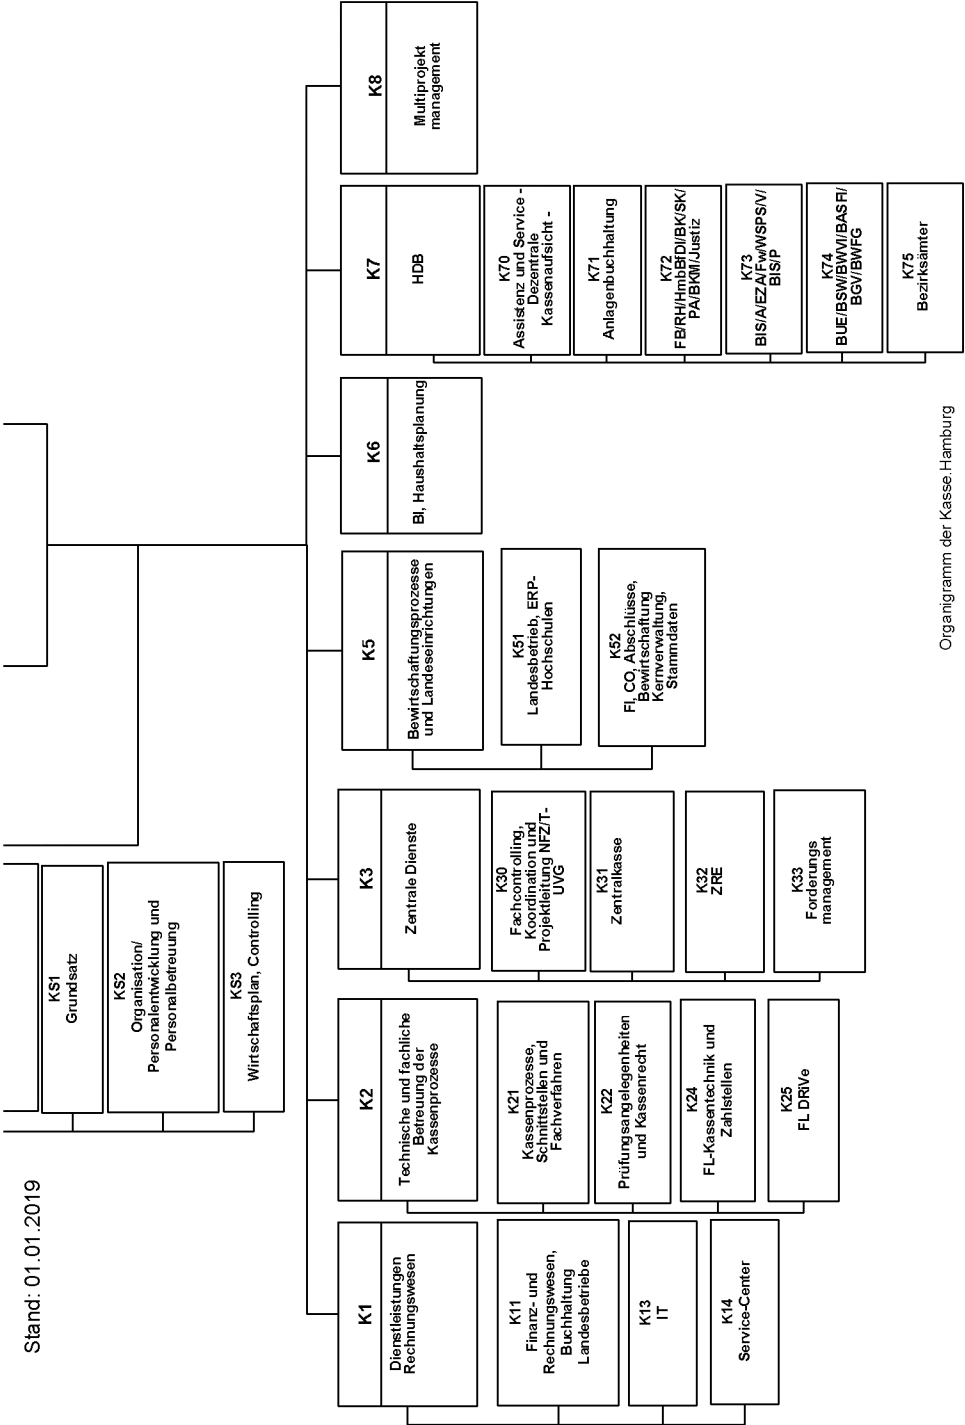 Stand: 01.01.2019
KS1
Grundsatz
KS2
Organisation/
Personalentwicklung und
Personalbetreuung
KS3
Wirtschaftsplan, Controlling
K1
Dienstleistungen
Rechnungswesen
K11
Finanz- und
Rechnungswesen,
Buchhaltung
Landesbetriebe
K13
IT
K14
Service-Center
K2
Technische und fachliche
Betreuung der
Kassenprozesse
K21
Kassenprozesse,
Schnittstellen und
Fachverfahren
K22
Prüfungsangelegenheiten
und Kassenrecht
K24
FL-Kassentechnik und
Zahlstellen
K25
FL DRiVe
K3
Zentrale Dienste
K30
Fachcontrolling,
Koordination und
Projektleitung NFZ/T-
UVG
K31
Zentralkasse
K32
ZRE
K33
Forderungs
management
K5
Bewirtschaftungsprozesse
und Landeseinrichtungen
K51
Landesbetrieb, ERP-
Hochschulen
K52
FI, CO, Abschlüsse,
Bewirtschaftung
Kernverwaltung,
Stammdaten
K6
BI, Haushaltsplanung
K7
HDB
K70
Assistenz und Service -
Dezentrale
Kassenaufsicht -
K71
Anlagenbuchhaltung
K72
FB/RH/HmbBfDI/BK/SK/
PA/BKM/Justiz
K73
BIS/A/EZA/Fw/WSPS/V/
BIS/P
K74
BUE/BSW/BWVI/BASFI/
BGV/BWFG
K75
Bezirksämter
K8
Multiprojekt
management
Organigramm der Kasse.Hamburg